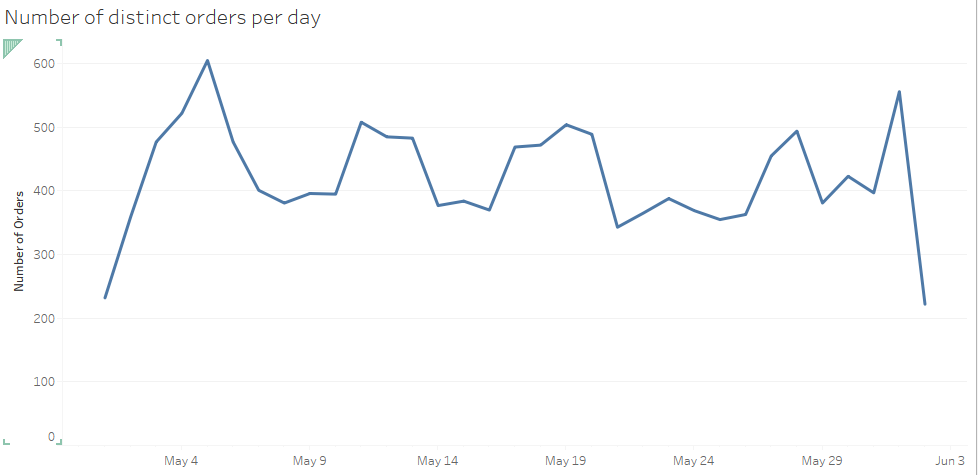 Number of distinct orders per day
600
500
400
300
200
100
0
Number of Orders
May 4
May 9
May 14
May 19
May 24
May 29
Jun 3